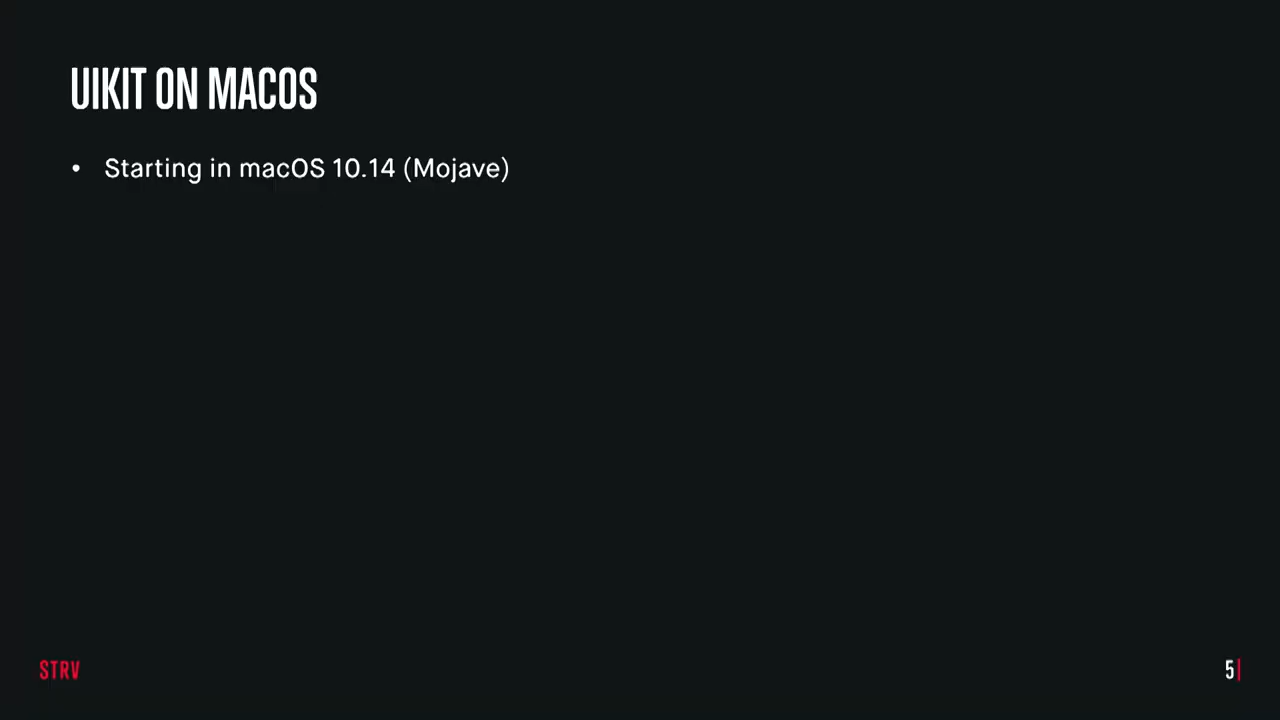 UIKIT ON MACOS
• Starting in macOS 10.14 (Mojave)
STRV
5